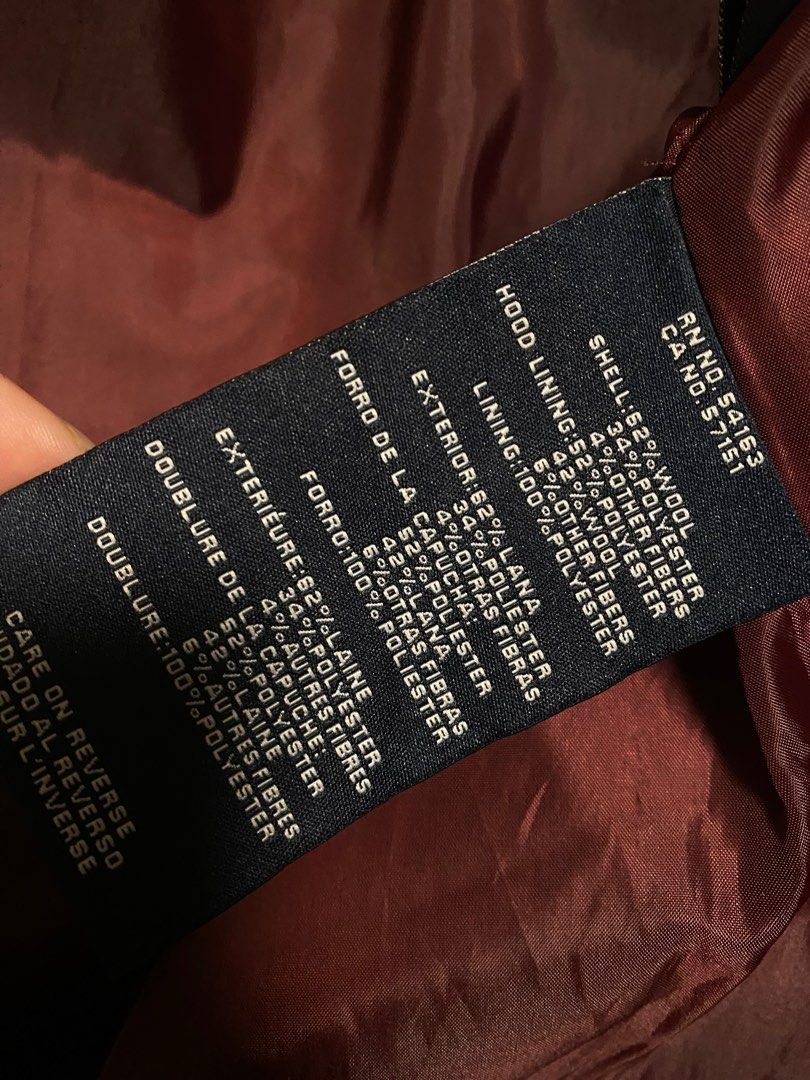 RN NO. 54163
CA NO. 57151
SHELL:62%WOOL
34%POLYESTER
4%OTHER FIBERS
HOOD LINING:52%POLYESTER
42%WOOL
6%OTHER FIBERS
LINING:100%POLYESTER
EXTERIOR:62% LANA
34%POLIESTER
4%OTRAS FIBRAS
FORRO DE LA CAPUCHA:
52%POLIESTER
42%LANA
6%OTRAS FIBRAS
FORRO:100%POLIESTER
EXTERIÉURE:62%LAINE
34%POLYESTER
4%AUTRES FIBRES
DOUBLURE DE LA CAPUCHE:
52%POLYESTER
42%LAINE
6%AUTRES FIBRES
DOUBLURE:100%POLYESTER
CARE ON REVERSE
IDADO AL REVERSO
SUR L'INVERSE